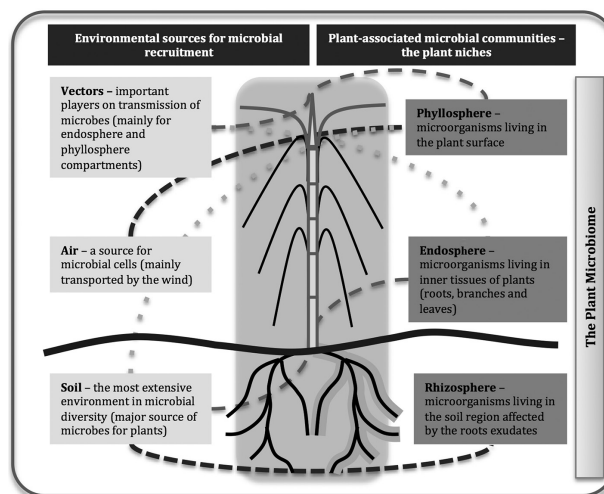 Environmental sources for microbial
recruitment
Plant-associated microbial communities –
the plant niches
Vectors – important
players on transmission of
microbes (mainly for
endosphere and
phyllosphere
compartments)
Phyllosphere –
microorganisms living in
the plant surface
Air – a source for
microbial cells (mainly
transported by the wind)
Endosphere –
microorganisms living in
inner tissues of plants
(roots, branches and
leaves)
Soil – the most extensive
environment in microbial
diversity (major source of
microbes for plants)
Rhizosphere –
microorganisms living in
the soil region affected
by the roots exudates
The Plant Microbiome